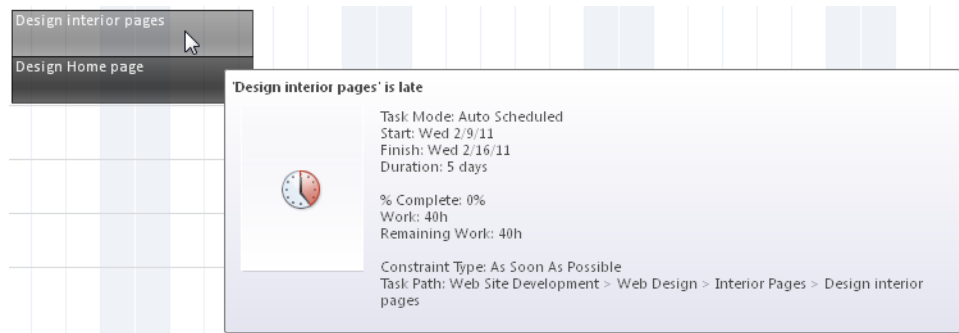 Design interior pages
Design Home page
'Design interior pages' is late
Task Mode: Auto Scheduled
Start: Wed 2/9/11
Finish: Wed 2/16/11
Duration: 5 days
% Complete: 0%
Work: 40h
Remaining Work: 40h
Constraint Type: As Soon As Possible
Task Path: Web Site Development > Web Design > Interior Pages > Design interior
pages